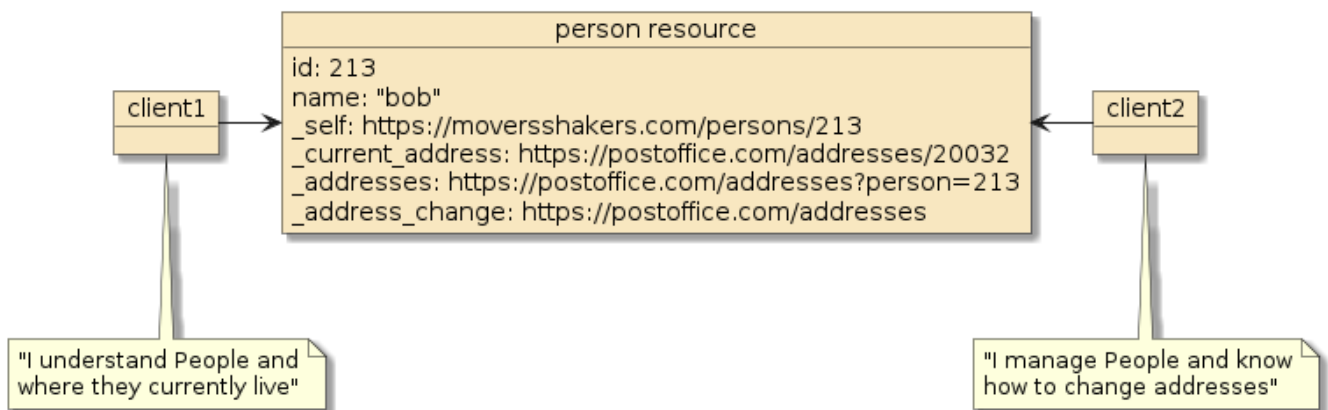 person resource
id: 213
name: "bob"
_self: https://moversshakers.com/persons/213
_current_address: https://postoffice.com/addresses/20032
_addresses: https://postoffice.com/addresses?person=213
_address_change: https://postoffice.com/addresses
client1
client2
"I understand People and
where they currently live"
"I manage People and know
how to change addresses"